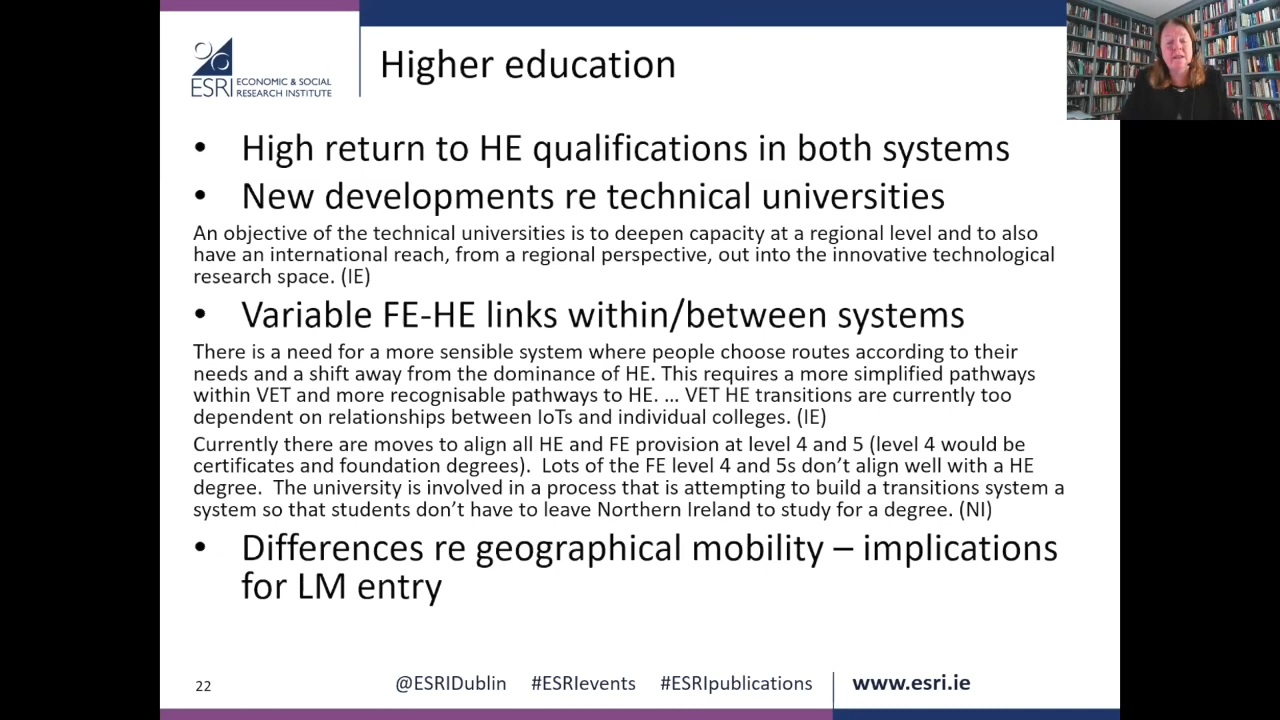 ESRI
ECONOMIC & SOCIAL
RESEARCH INSTITUTE
Higher education
• High return to HE qualifications in both systems
• New developments re technical universities
An objective of the technical universities is to deepen capacity at a regional level and to also
have an international reach, from a regional perspective, out into the innovative technological
research space. (IE)
• Variable FE-HE links within/between systems
There is a need for a more sensible system where people choose routes according to their
needs and a shift away from the dominance of HE. This requires a more simplified pathways
within VET and more recognisable pathways to HE. ... VET HE transitions are currently too
dependent on relationships between IoTs and individual colleges. (IE)
Currently there are moves to align all HE and FE provision at level 4 and 5 (level 4 would be
certificates and foundation degrees). Lots of the FE level 4 and 5s don't align well with a HE
degree. The university is involved in a process that is attempting to build a transitions system a
system so that students don't have to leave Northern Ireland to study for a degree. (NI)
• Differences re geographical mobility – implications
for LM entry
22
@ESRIDublin #ESRIevents #ESRIpublications
www.esri.ie